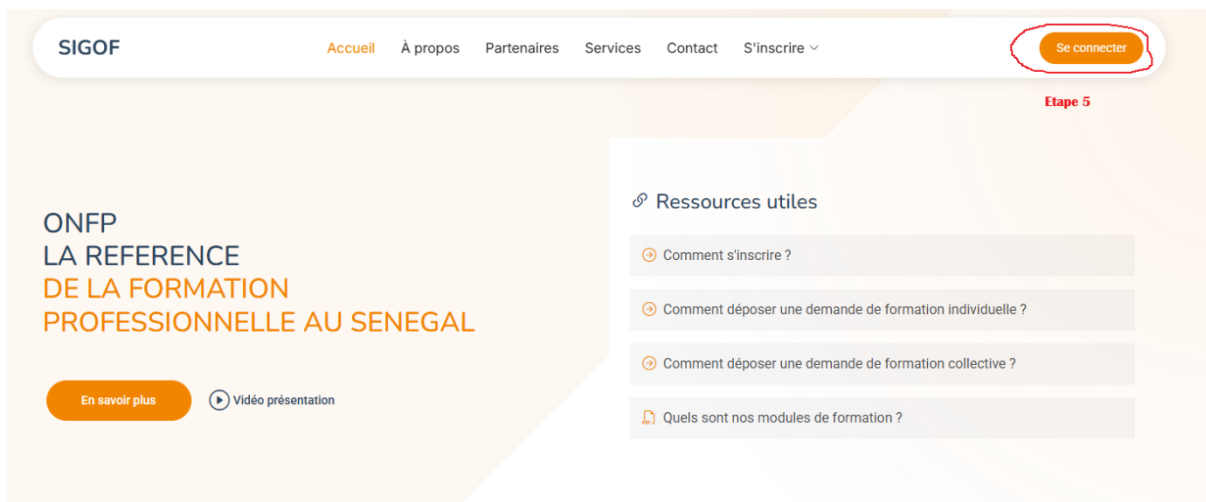 SIGOF
Accueil
À propos
Partenaires
Services
Contact
S'inscrire
Se connecter
Etape 5
ONFP
LA REFERENCE
DE LA FORMATION
PROFESSIONNELLE AU SENEGAL
En savoir plus
Vidéo présentation
Ressources utiles
Comment s'inscrire ?
Comment déposer une demande de formation individuelle ?
Comment déposer une demande de formation collective ?
Quels sont nos modules de formation ?